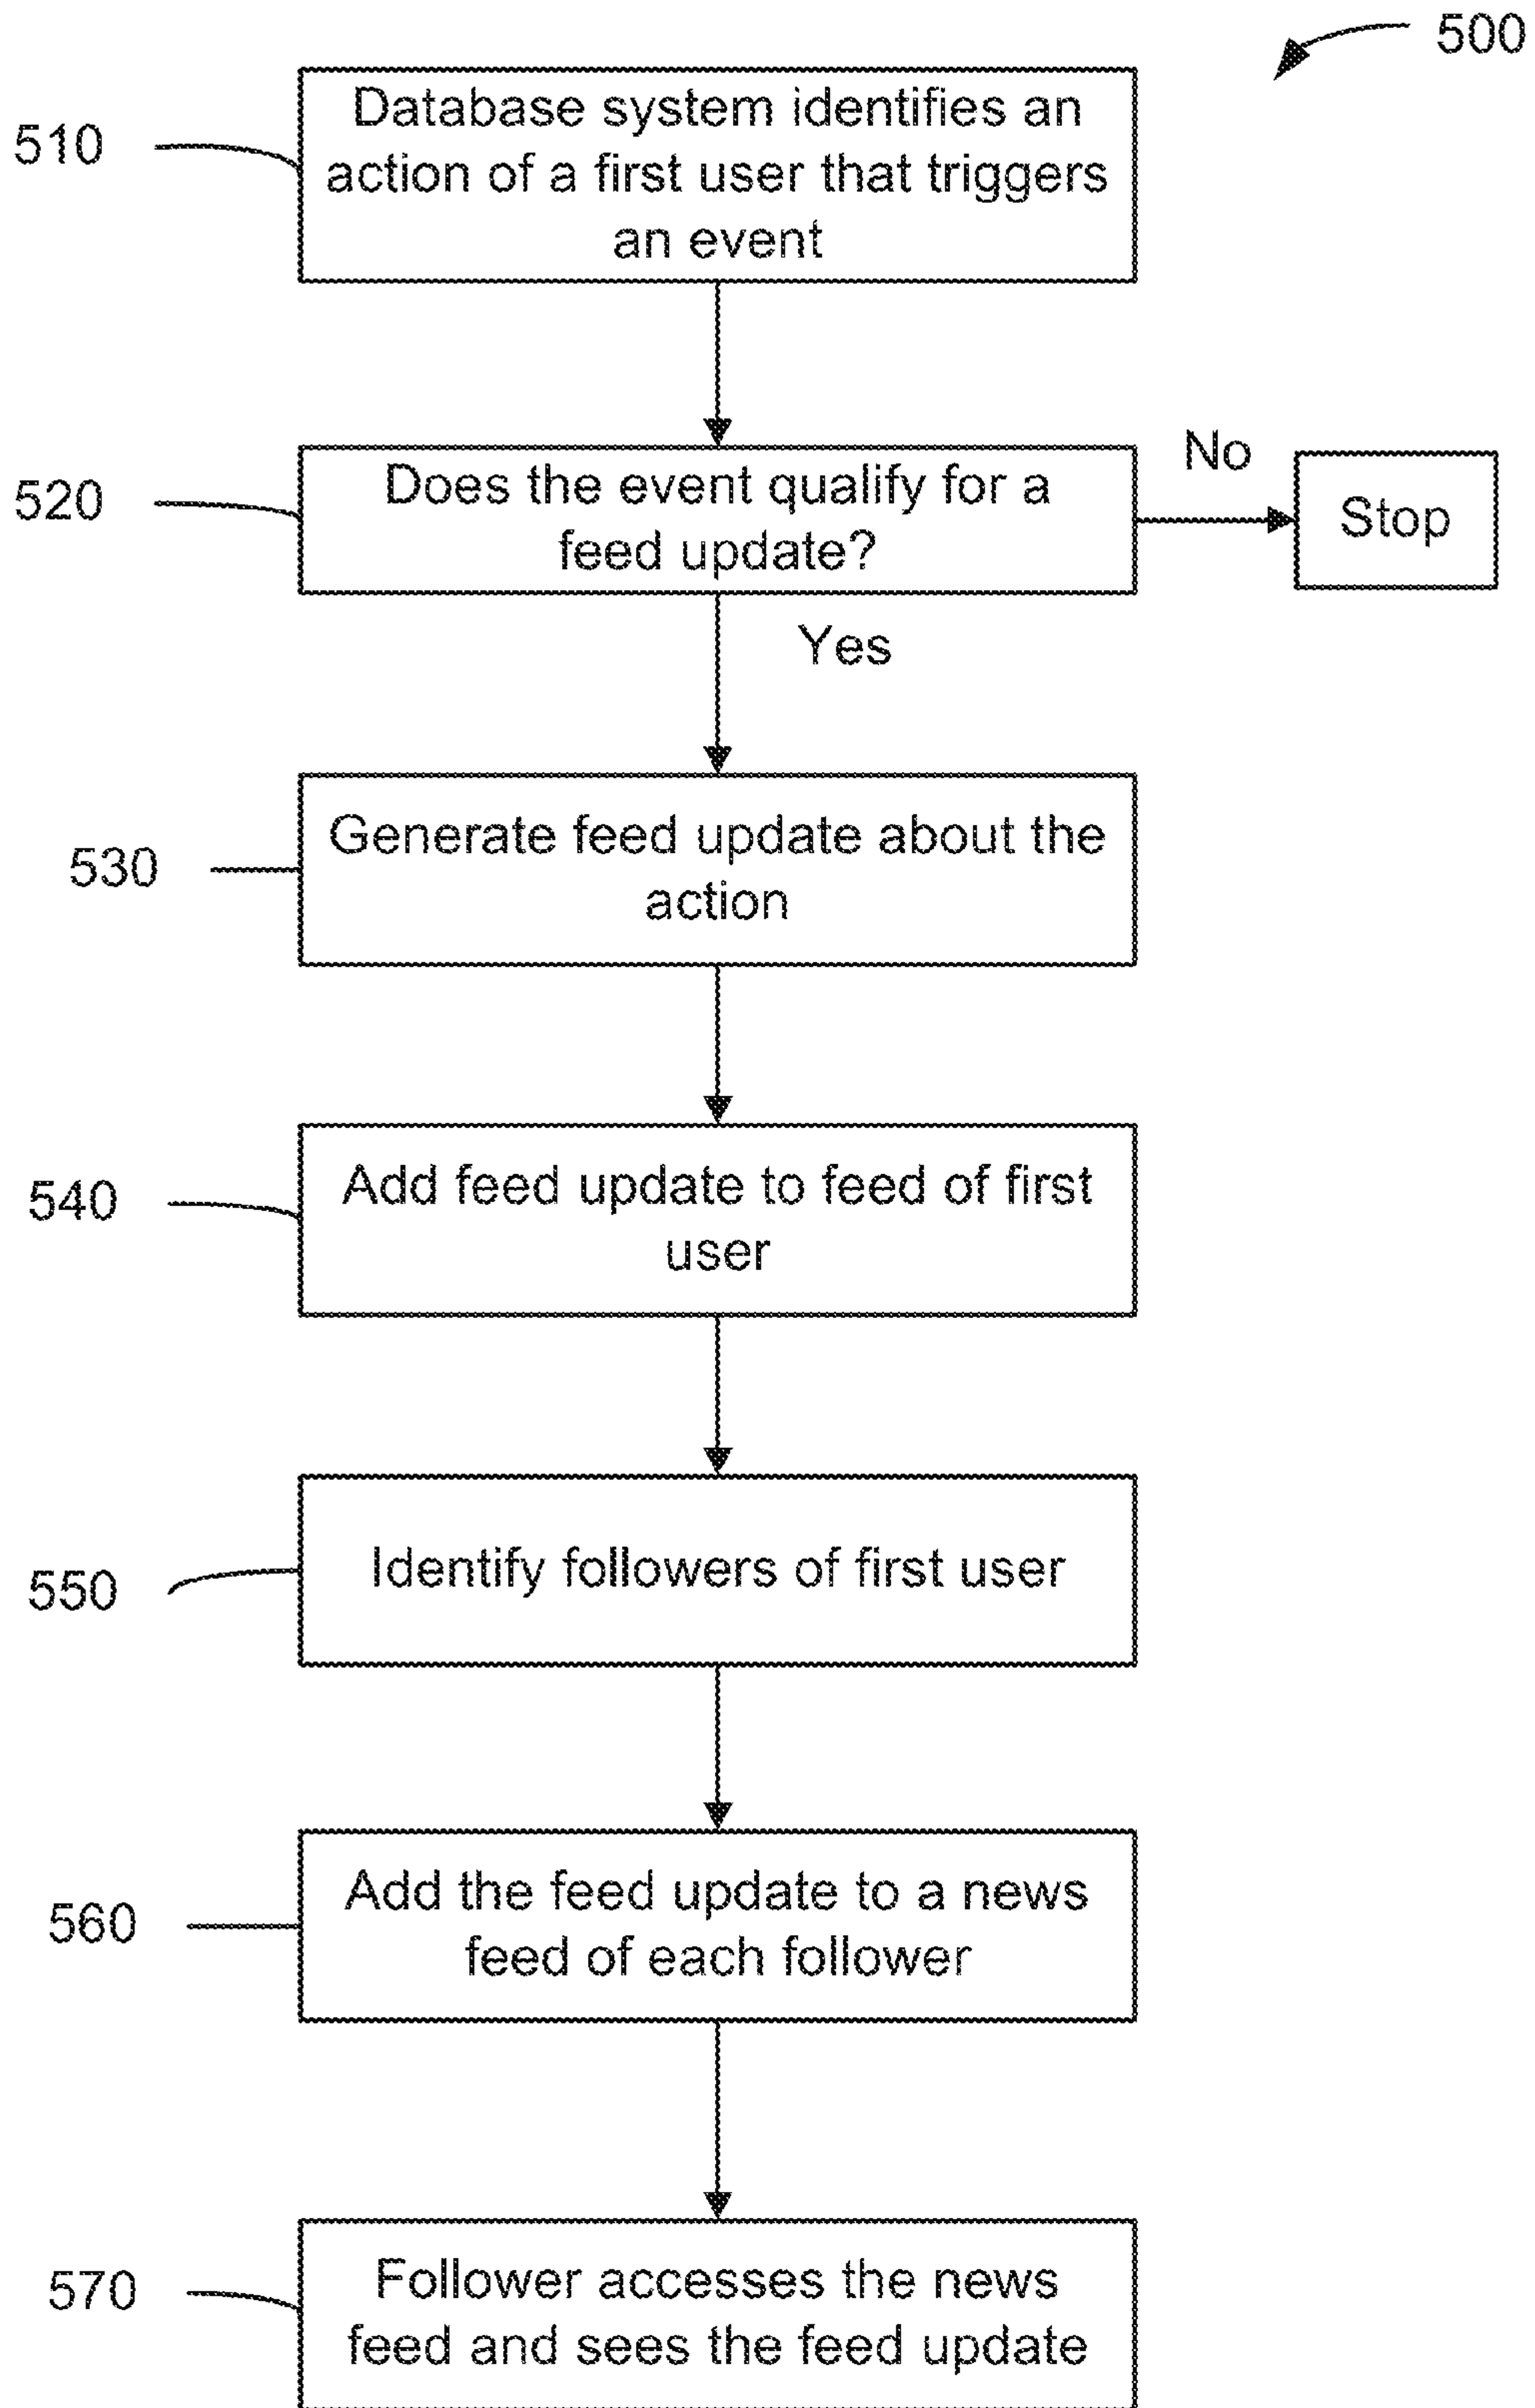 500
510
Database system identifies an
action of a first user that triggers
an event
520
Does the event qualify for a
feed update?
No
Stop
Yes
530
Generate feed update about the
action
540
Add feed update to feed of first
user
550
Identify followers of first user
560
Add the feed update to a news
feed of each follower
570
Follower accesses the news
feed and sees the feed update